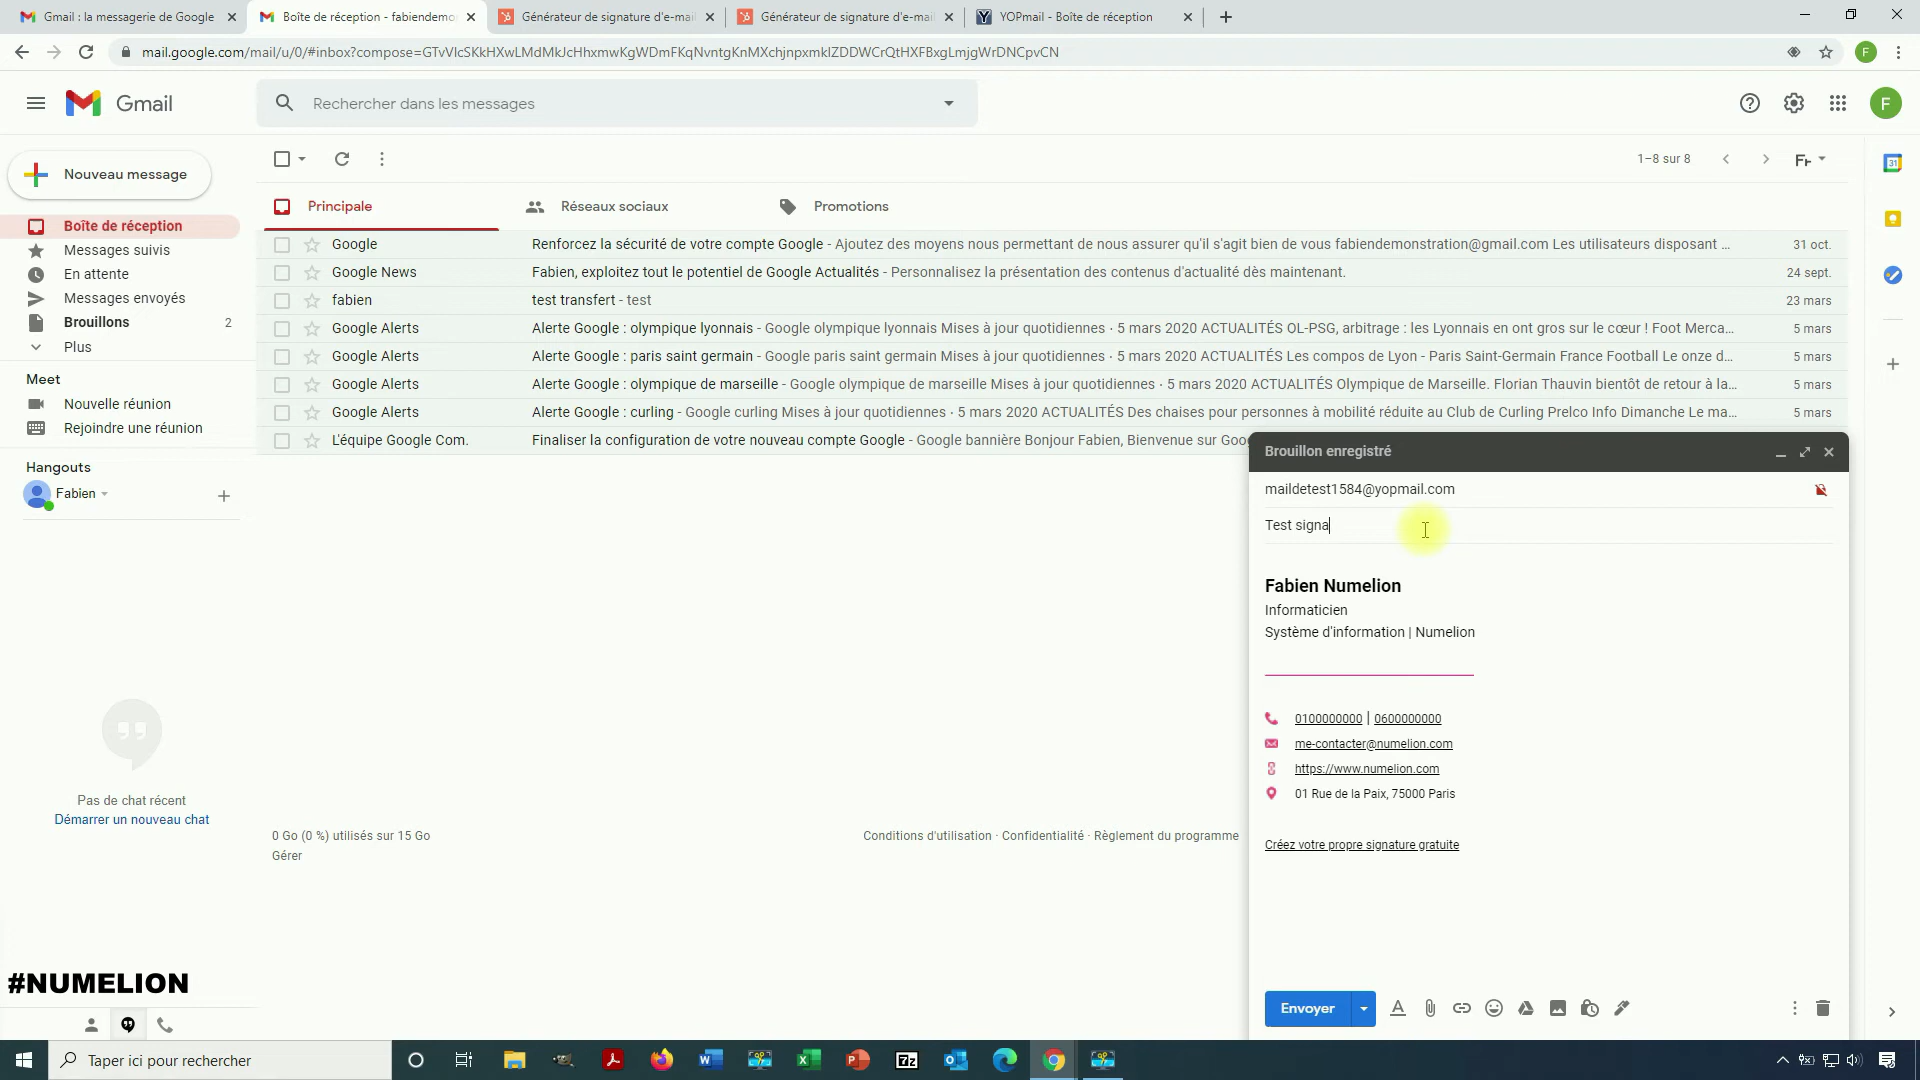 Gmail : la messagerie de Google
Boîte de réception - fabiendemo
Générateur de signature d'e-mai
Générateur de signature d'e-mai
YOPmail - Boîte de réception
mail.google.com/mail/u/0/#inbox?compose=GTvVlcSKkHXwLMdMkJcHhxmwKgWDmFKqNvntgKnMXchjnpxmklZDDWCrQtHXFBxgLmjgWrDNCpvCN
F
Gmail
Rechercher dans les messages
F
Nouveau message
1–8 sur 8
31
Boîte de réception
Messages suivis
En attente
Messages envoyés
Brouillons 2
Plus
Meet
Nouvelle réunion
Rejoindre une réunion
Hangouts
Fabien
Pas de chat récent
Démarrer un nouveau chat
#NUMELION
Principale
Réseaux sociaux
Promotions
Google Renforcez la sécurité de votre compte Google - Ajoutez des moyens nous permettant de nous assurer qu'il s'agit bien de vous fabiendemonstration@gmail.com Les utilisateurs disposant ... 31 oct.
Google News Fabien, exploitez tout le potentiel de Google Actualités - Personnalisez la présentation des contenus d'actualité dès maintenant. 24 sept.
fabien test transfert - test 23 mars
Google Alerts Alerte Google : olympique lyonnais - Google olympique lyonnais Mises à jour quotidiennes · 5 mars 2020 ACTUALITÉS OL-PSG, arbitrage : les Lyonnais en ont gros sur le cœur ! Foot Merca... 5 mars
Google Alerts Alerte Google : paris saint germain - Google paris saint germain Mises à jour quotidiennes · 5 mars 2020 ACTUALITÉS Les compos de Lyon - Paris Saint-Germain France Football Le onze d... 5 mars
Google Alerts Alerte Google : olympique de marseille - Google olympique de marseille Mises à jour quotidiennes · 5 mars 2020 ACTUALITÉS Olympique de Marseille. Florian Thauvin bientôt de retour à la... 5 mars
Google Alerts Alerte Google : curling - Google curling Mises à jour quotidiennes · 5 mars 2020 ACTUALITÉS Des chaises pour personnes à mobilité réduite au Club de Curling Prelco Info Dimanche Le ma... 5 mars
L'équipe Google Com. Finaliser la configuration de votre nouveau compte Google - Google bannière Bonjour Fabien, Bienvenue sur Goo
0 Go (0 %) utilisés sur 15 Go
Gérer
Conditions d'utilisation · Confidentialité · Règlement du programme
Brouillon enregistré
maildetest1584@yopmail.com
Test signa
Fabien Numelion
Informaticien
Système d'information | Numelion
0100000000 | 0600000000
me-contacter@numelion.com
https://www.numelion.com
01 Rue de la Paix, 75000 Paris
Créez votre propre signature gratuite
Envoyer
Taper ici pour rechercher